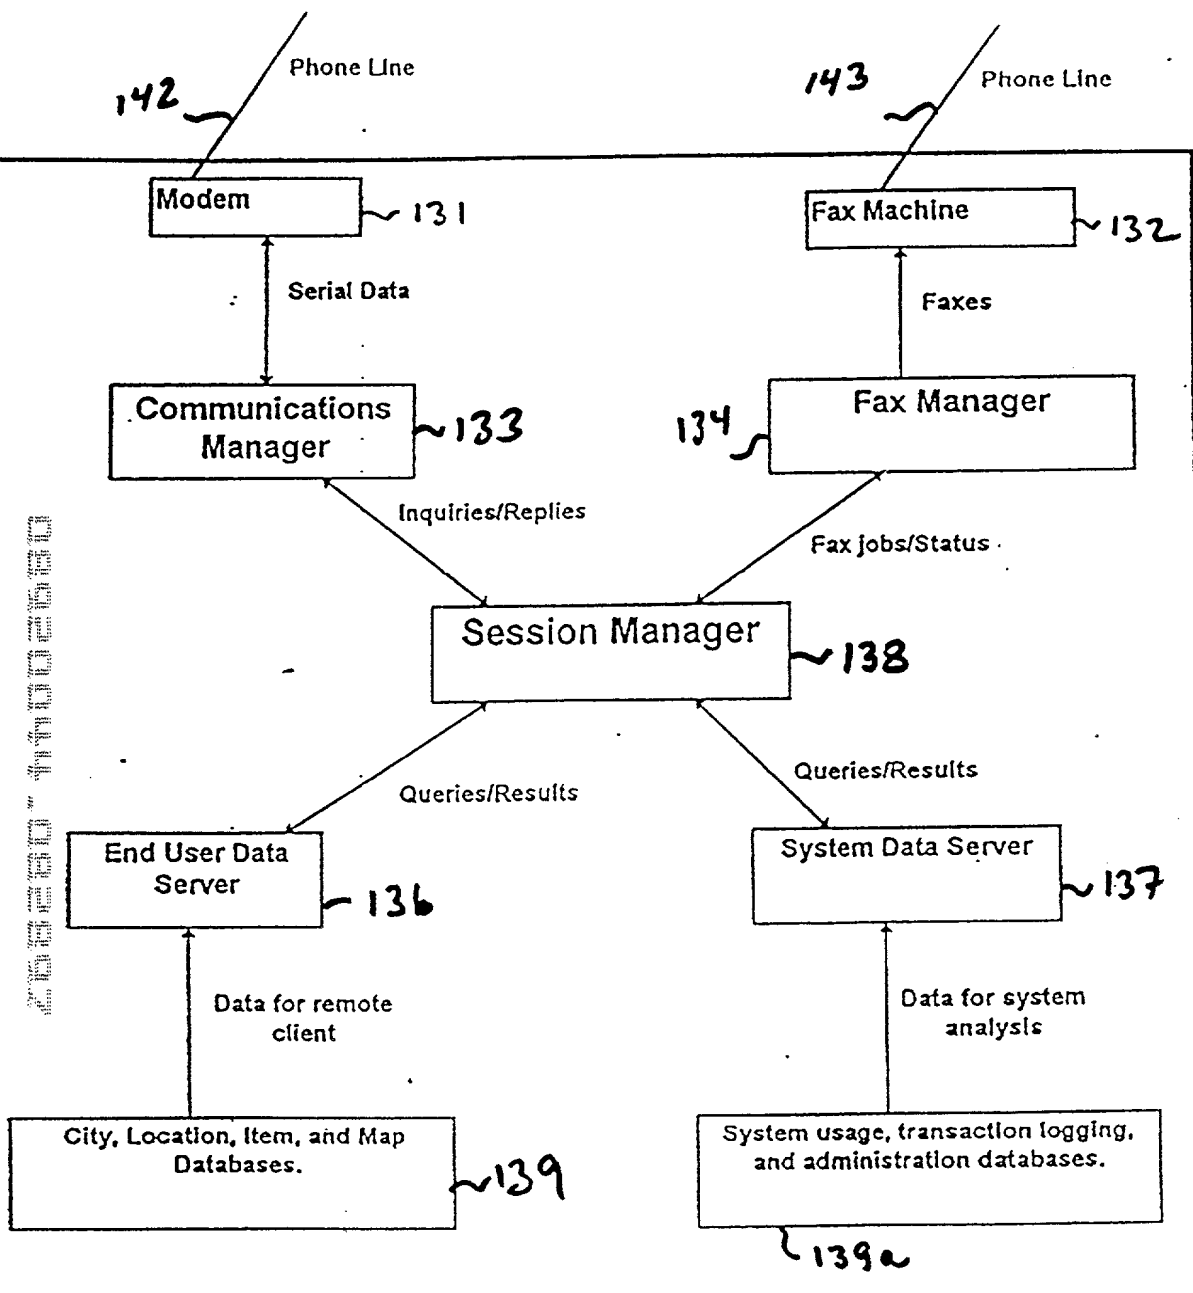 Phone Line
142
143
Phone Line
Modem
131
Fax Machine
132
Serial Data
Faxes
Communications
Manager
133
Fax Manager
134
Inquiries/Replies
Fax jobs/Status
Session Manager
138
Queries/Results
Queries/Results
End User Data
Server
136
System Data Server
137
Data for remote
client
Data for system
analysis
City, Location, Item, and Map
Databases.
139
System usage, transaction logging,
and administration databases.
139a